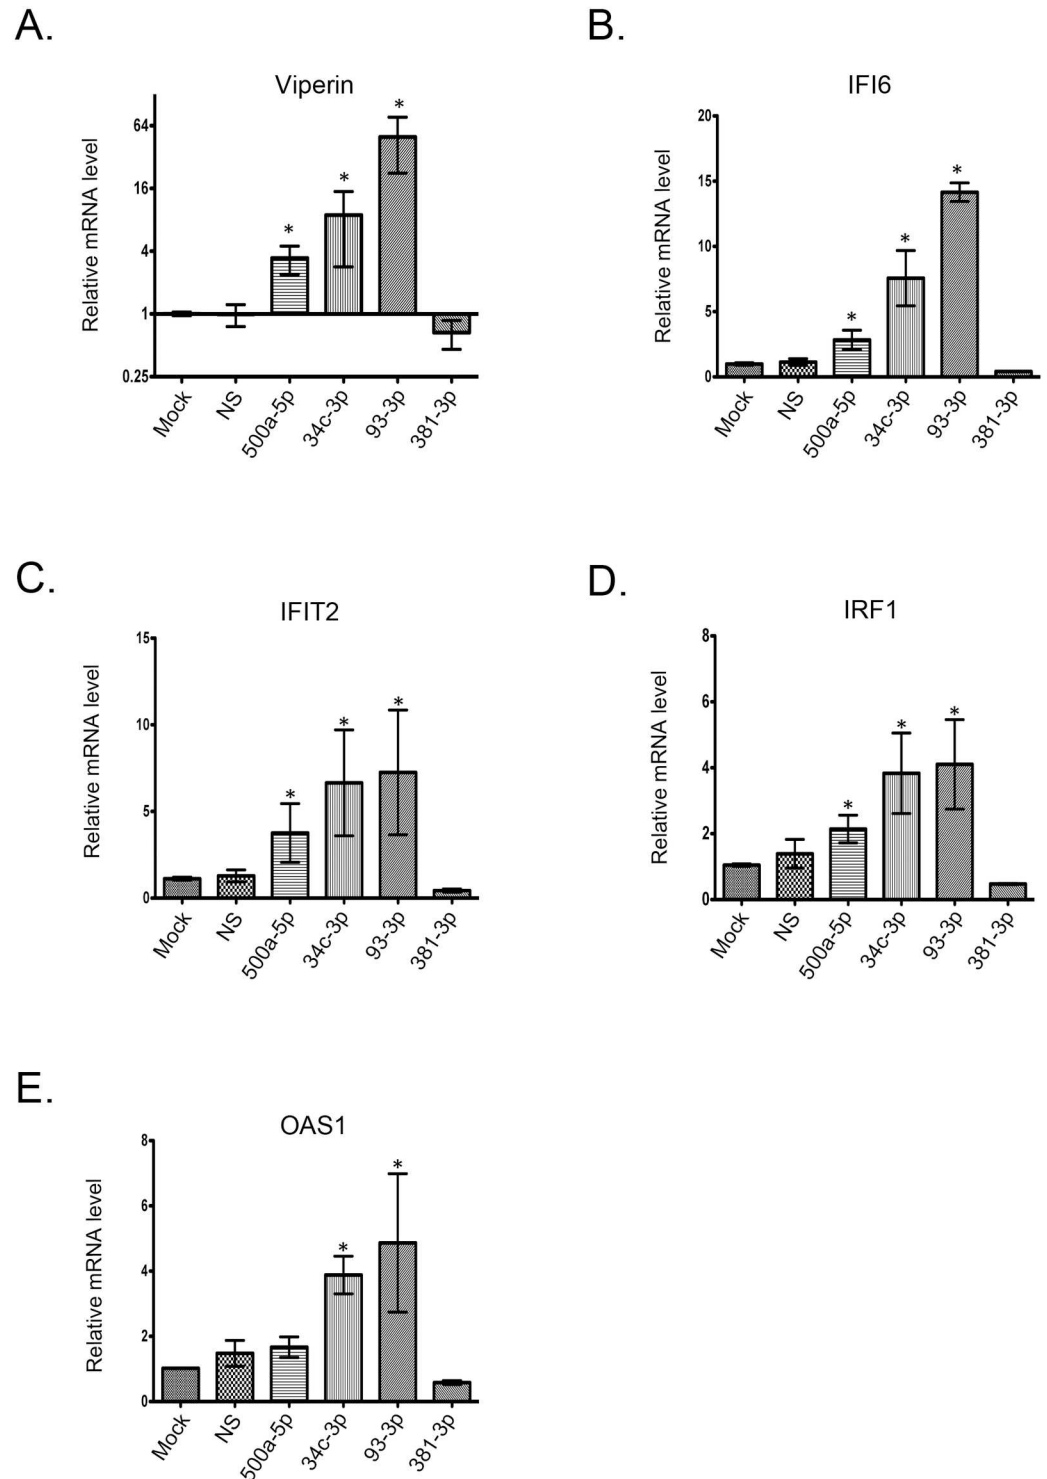 A.
Viperin
Relative mRNA level
64
16
4
1
0.25
*
*
*
Mock
NS
500a-5p
34c-3p
93-3p
381-3p
B.
IFI6
Relative mRNA level
20
15
10
5
0
*
*
*
Mock
NS
500a-5p
34c-3p
93-3p
381-3p
C.
IFIT2
Relative mRNA level
15
10
5
0
*
*
*
Mock
NS
500a-5p
34c-3p
93-3p
381-3p
D.
IRF1
Relative mRNA level
8
6
4
2
0
*
*
*
Mock
NS
500a-5p
34c-3p
93-3p
381-3p
E.
OAS1
Relative mRNA level
8
6
4
2
0
*
*
Mock
NS
500a-5p
34c-3p
93-3p
381-3p